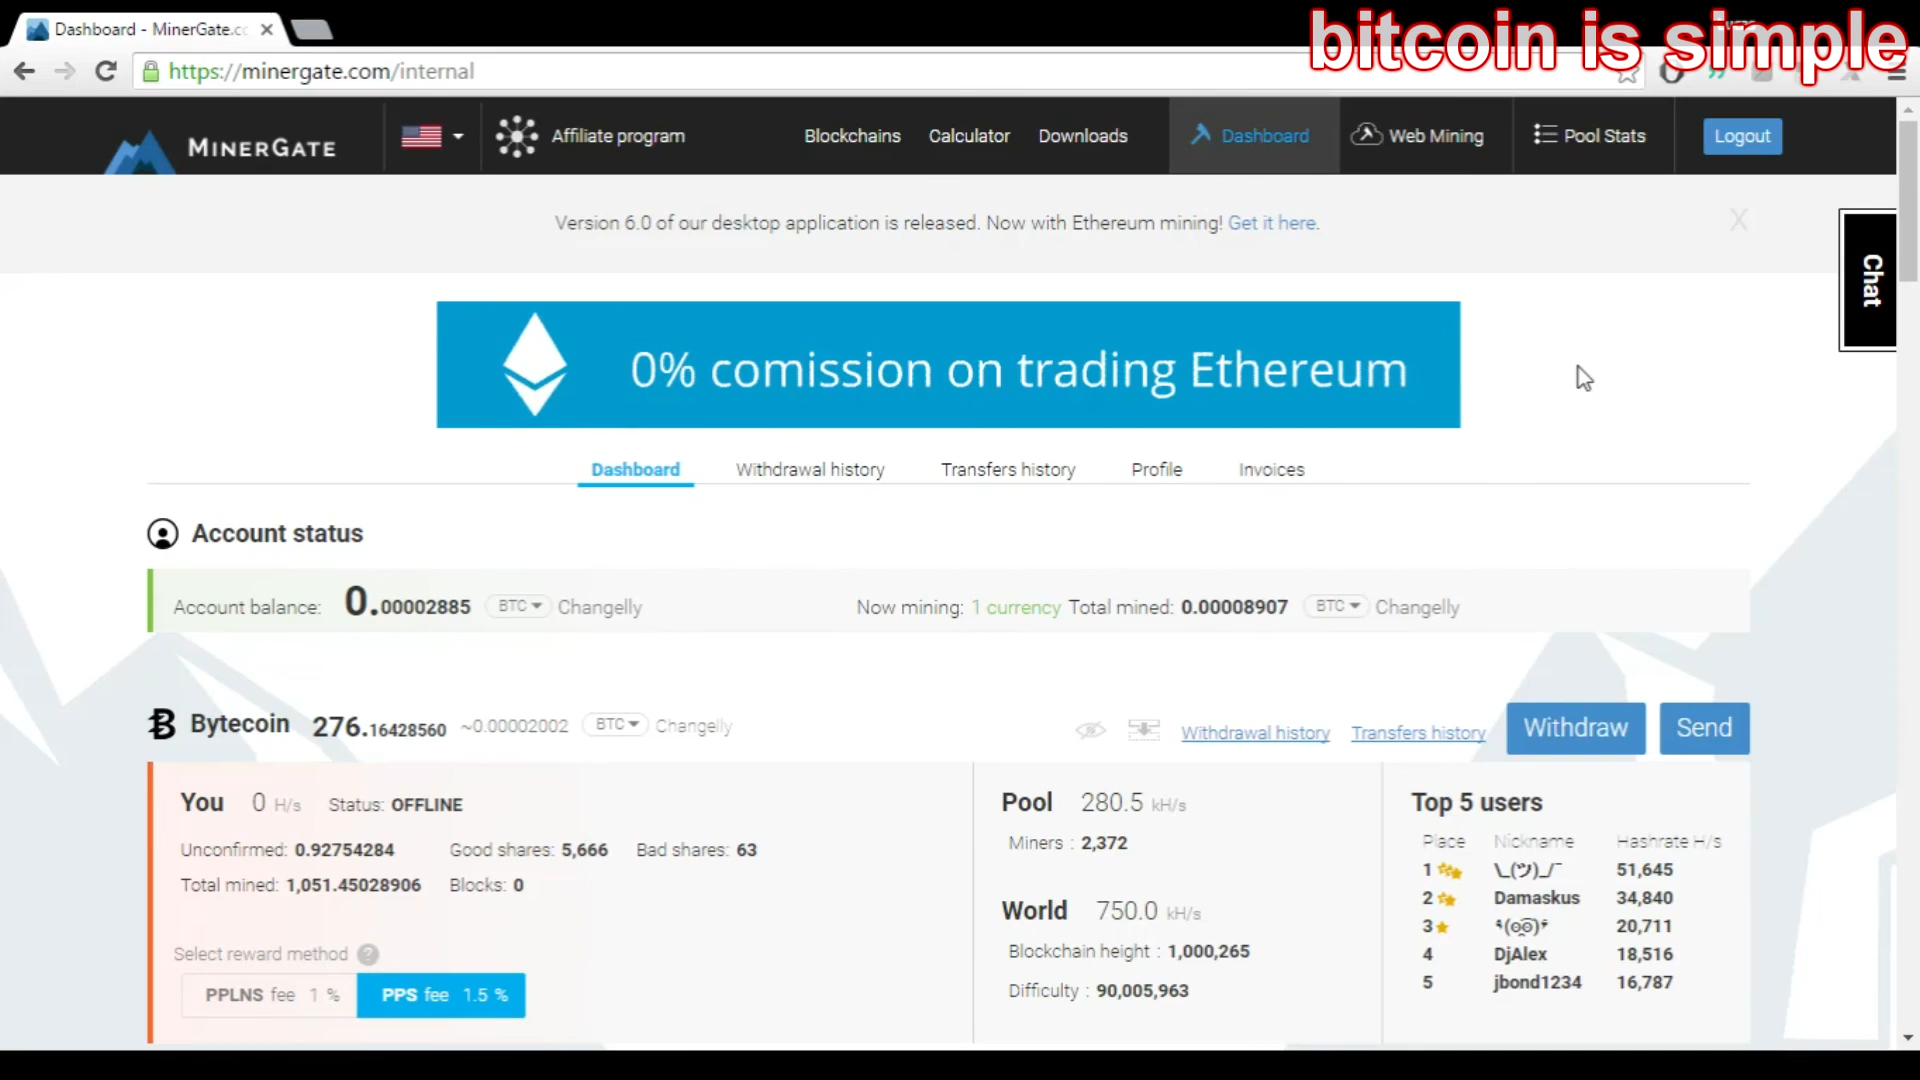 bitcoin is simple
Dashboard - MinerGate.cc
https://minergate.com/internal
MINERGATE
Affiliate program
Blockchains
Calculator
Downloads
Dashboard
Web Mining
Pool Stats
Logout
Version 6.0 of our desktop application is released. Now with Ethereum mining! Get it here.
X
Chat
0% comission on trading Ethereum
Dashboard
Withdrawal history
Transfers history
Profile
Invoices
Account status
Account balance: 0.00002885 BTC Changelly
Now mining: 1 currency Total mined: 0.00008907 BTC Changelly
Bytecoin 276.16428560 ~0.00002002 BTC Changelly
Withdrawal history
Transfers history
Withdraw
Send
You 0 H/s Status: OFFLINE
Unconfirmed: 0.92754284 Good shares: 5,666 Bad shares: 63
Total mined: 1,051.45028906 Blocks: 0
Select reward method ?
PPLNS fee 1 %
PPS fee 1.5 %
Pool 280.5 kH/s
Miners : 2,372
World 750.0 kH/s
Blockchain height : 1,000,265
Difficulty : 90,005,963
Top 5 users
Place Nickname Hashrate H/s
1 \_(ツ)_/¯ 51,645
2 Damaskus 34,840
3 20,711
4 DjAlex 18,516
5 jbond1234 16,787